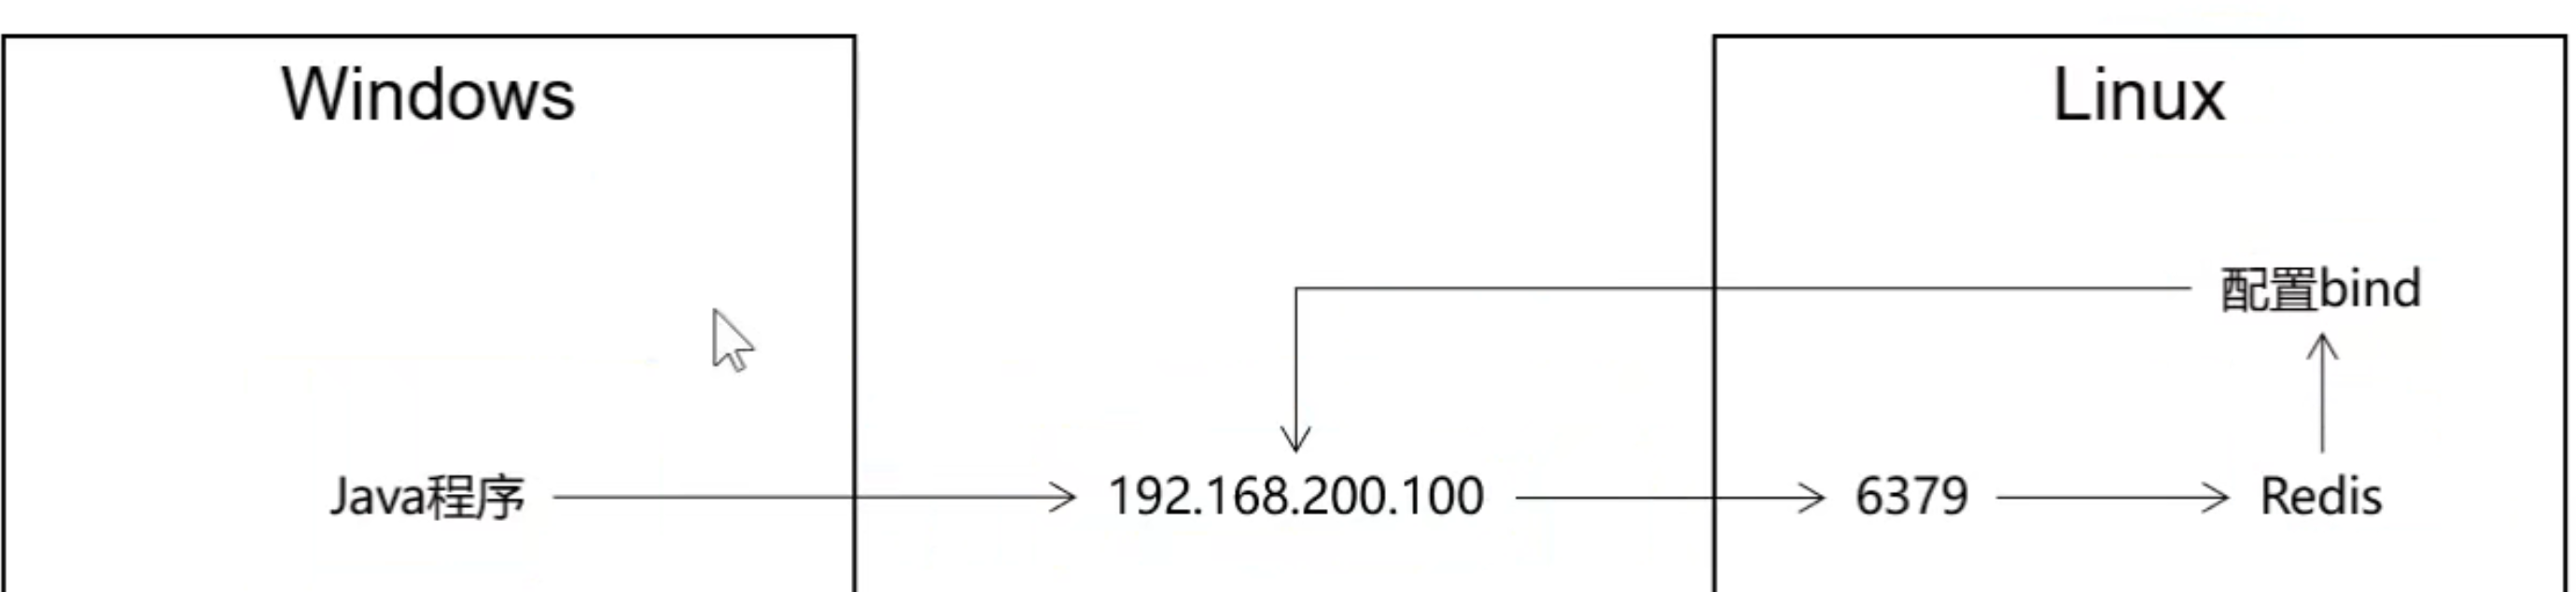 Windows
Linux
配置bind
Java程序
192.168.200.100
6379
Redis